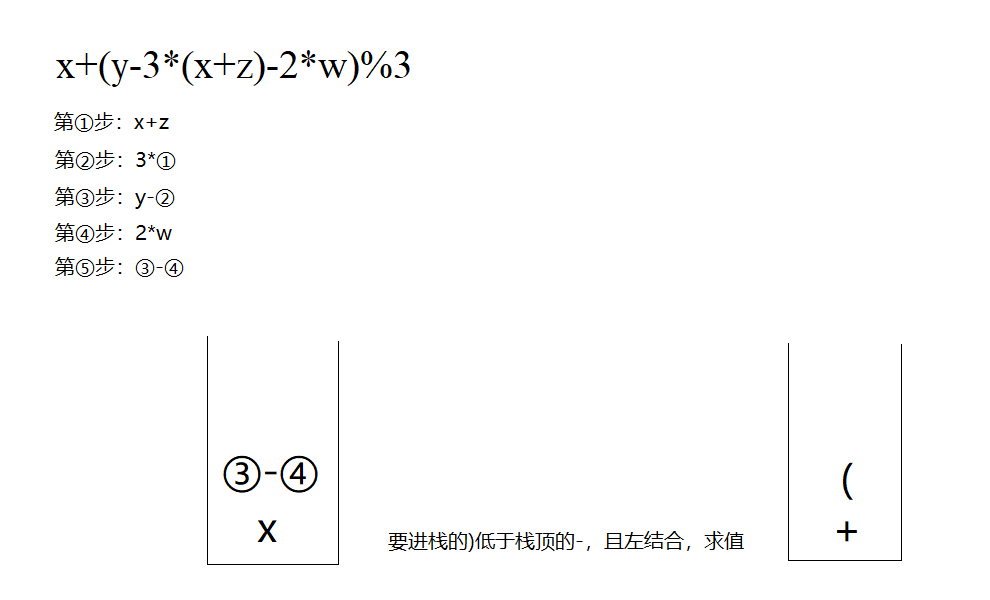 x+(y-3*(x+z)-2*w)%3
第①步：x+z
第②步：3*①
第③步：y-②
第④步：2*w
第⑤步：③-④
③-④
(
x
+
要进栈的)低于栈顶的-，且左结合，求值